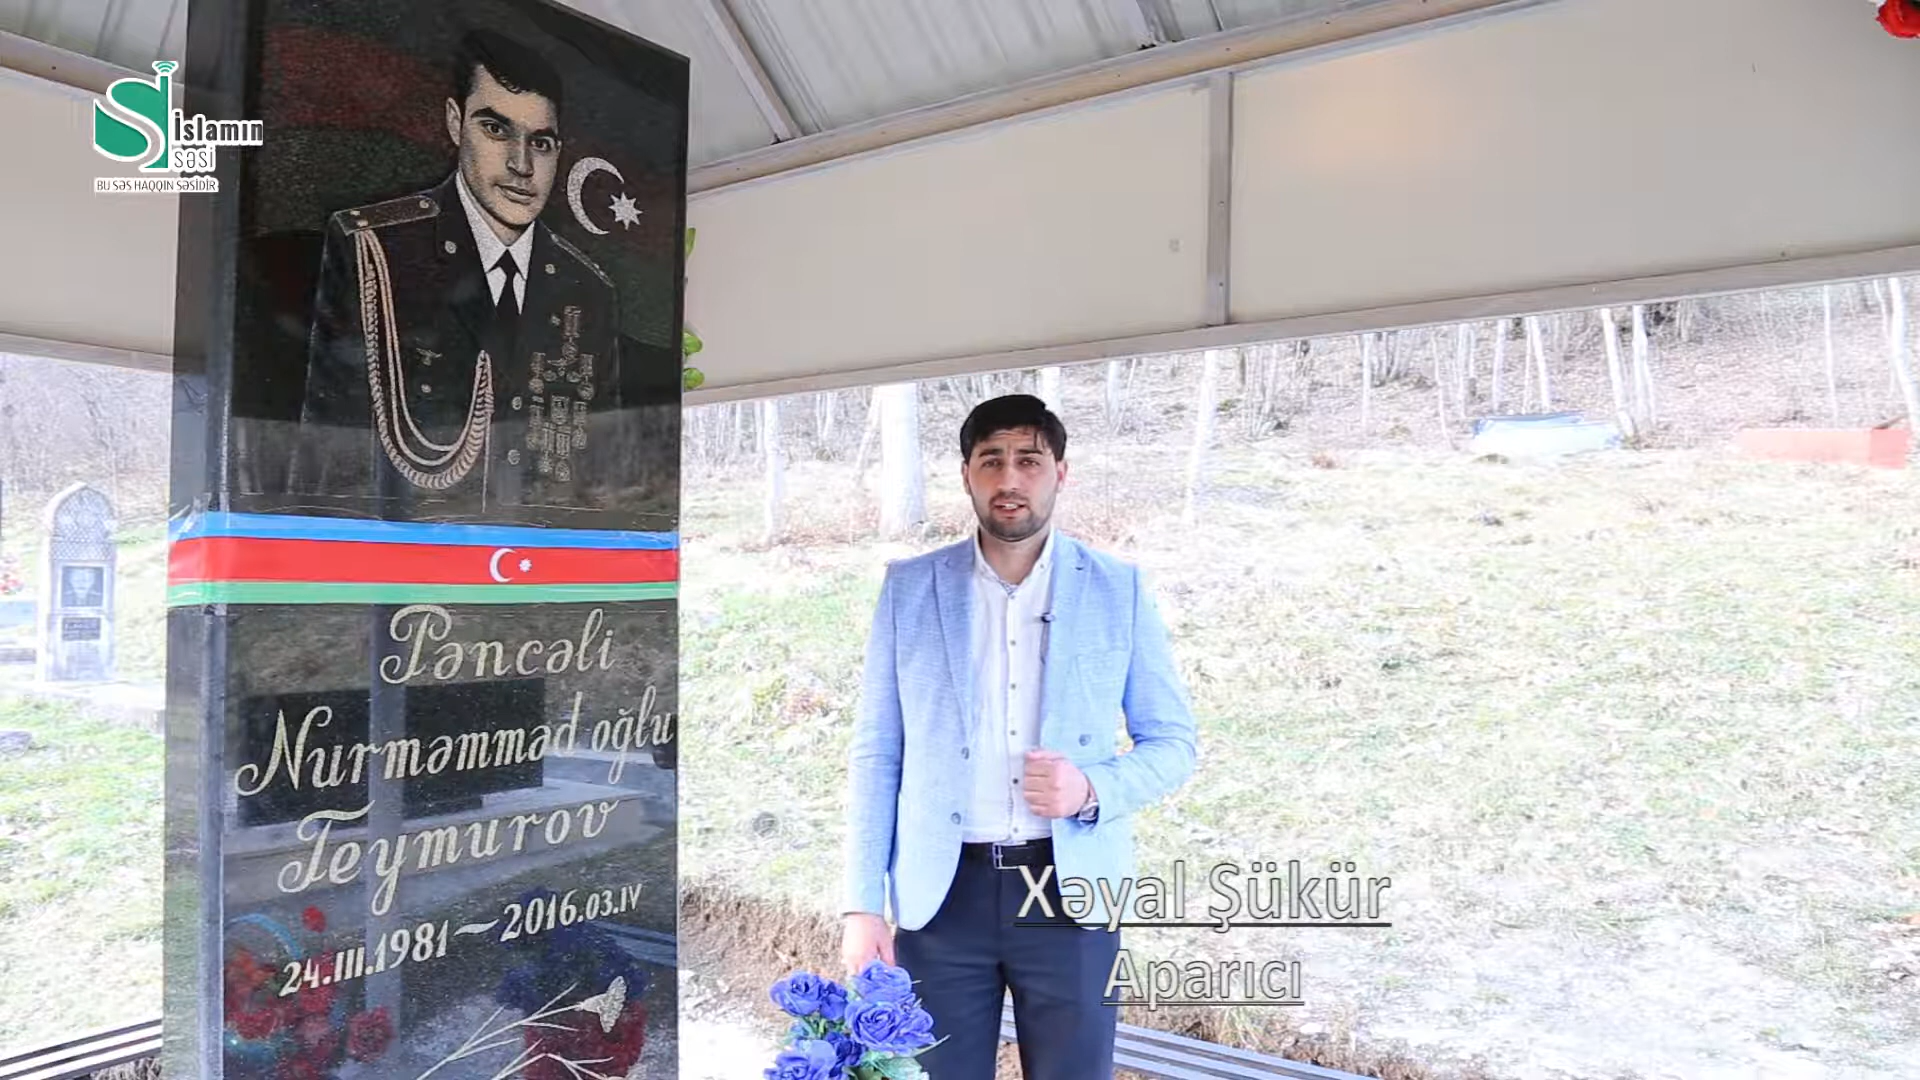 İslamın
səsi
BU SƏS HAQQIN SƏSİDİR
Pəncəli
Nurməmməd oğlu
Teymurov
24.III.1981~2016.03.IV
Xəyal Şükür
Aparıcı